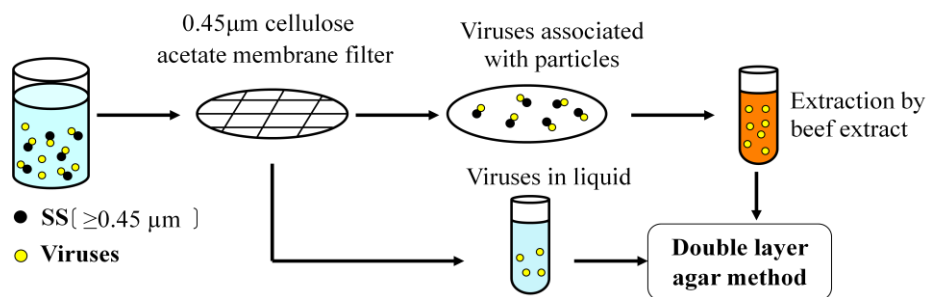 0.45μm cellulose
acetate membrane filter
Viruses associated
with particles
Extraction by
beef extract
Viruses in liquid
SS〔 ≥0.45 μm 〕
Viruses
Double layer
agar method